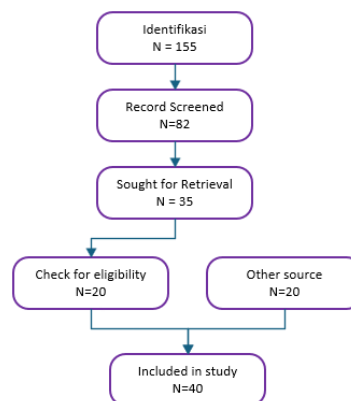 Identifikasi
N = 155
Record Screened
N=82
Sought for Retrieval
N = 35
Check for eligibility
N=20
Other source
N=20
Included in study
N=40